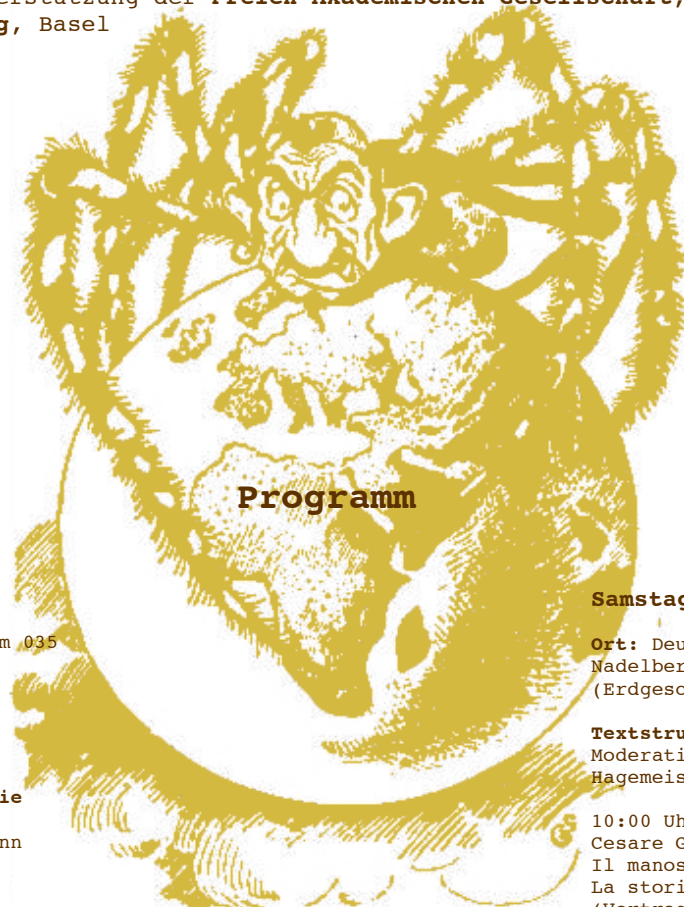 erstützung der Freien Akademischen Gesellschaft,
g, Basel
Programm
m 035
ie
nn
Samstag
Ort: Deu
Nadelber
(Erdgesc
Textstru
Moderati
Hagemeis
10:00 Uh
Cesare G
Il manos
La stori
(Vortrag